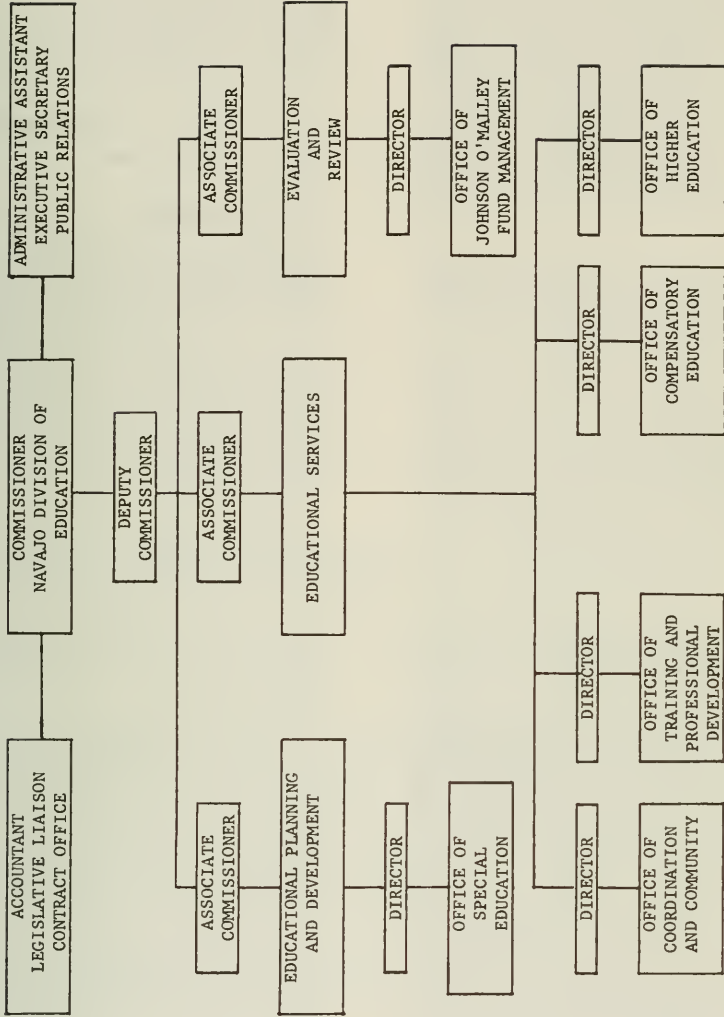 ACCOUNTANT
LEGISLATIVE LIAISON
CONTRACT OFFICE
COMMISSIONER
NAVAJO DIVISION OF
EDUCATION
ADMINISTRATIVE ASSISTANT
EXECUTIVE SECRETARY
PUBLIC RELATIONS
DEPUTY
COMMISSIONER
ASSOCIATE
COMMISSIONER
ASSOCIATE
COMMISSIONER
ASSOCIATE
COMMISSIONER
EDUCATIONAL PLANNING
AND DEVELOPMENT
EDUCATIONAL SERVICES
EVALUATION
AND
REVIEW
DIRECTOR
DIRECTOR
OFFICE OF
SPECIAL
EDUCATION
OFFICE OF
JOHNSON O'MALLEY
FUND MANAGEMENT
DIRECTOR
DIRECTOR
DIRECTOR
DIRECTOR
OFFICE OF
COORDINATION
AND COMMUNITY
OFFICE OF
TRAINING AND
PROFESSIONAL
DEVELOPMENT
OFFICE OF
COMPENSATORY
EDUCATION
OFFICE OF
HIGHER
EDUCATION